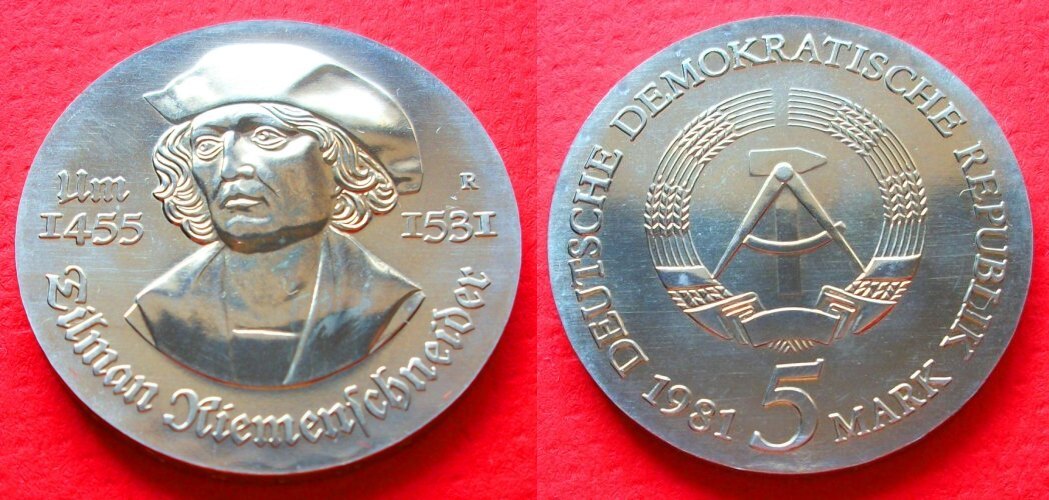 Um
1455
R
1531
Tilman Riemenschneider
DEUTSCHE DEMOKRATISCHE REPUBLIK
1981 5 MARK